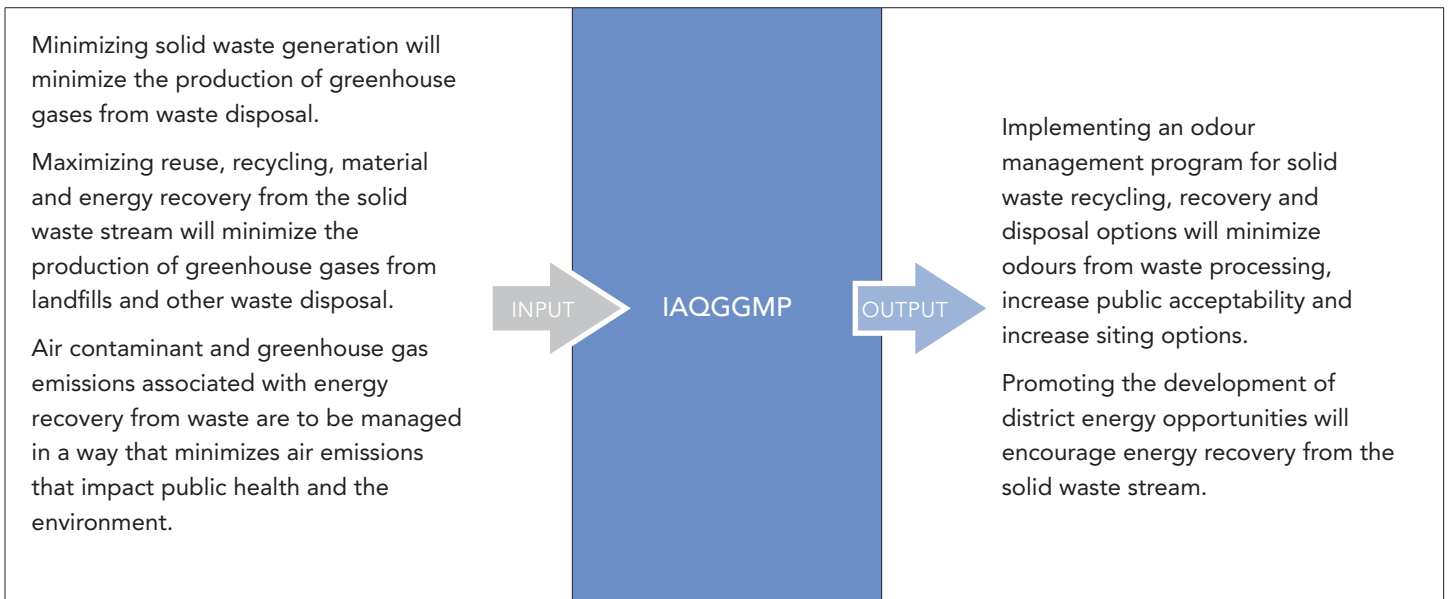 Minimizing solid waste generation will
minimize the production of greenhouse
gases from waste disposal.
Maximizing reuse, recycling, material
and energy recovery from the solid
waste stream will minimize the
production of greenhouse gases from
landfills and other waste disposal.
Air contaminant and greenhouse gas
emissions associated with energy
recovery from waste are to be managed
in a way that minimizes air emissions
that impact public health and the
environment.
INPUT
IAQGGMP
OUTPUT
Implementing an odour
management program for solid
waste recycling, recovery and
disposal options will minimize
odours from waste processing,
increase public acceptability and
increase siting options.
Promoting the development of
district energy opportunities will
encourage energy recovery from the
solid waste stream.